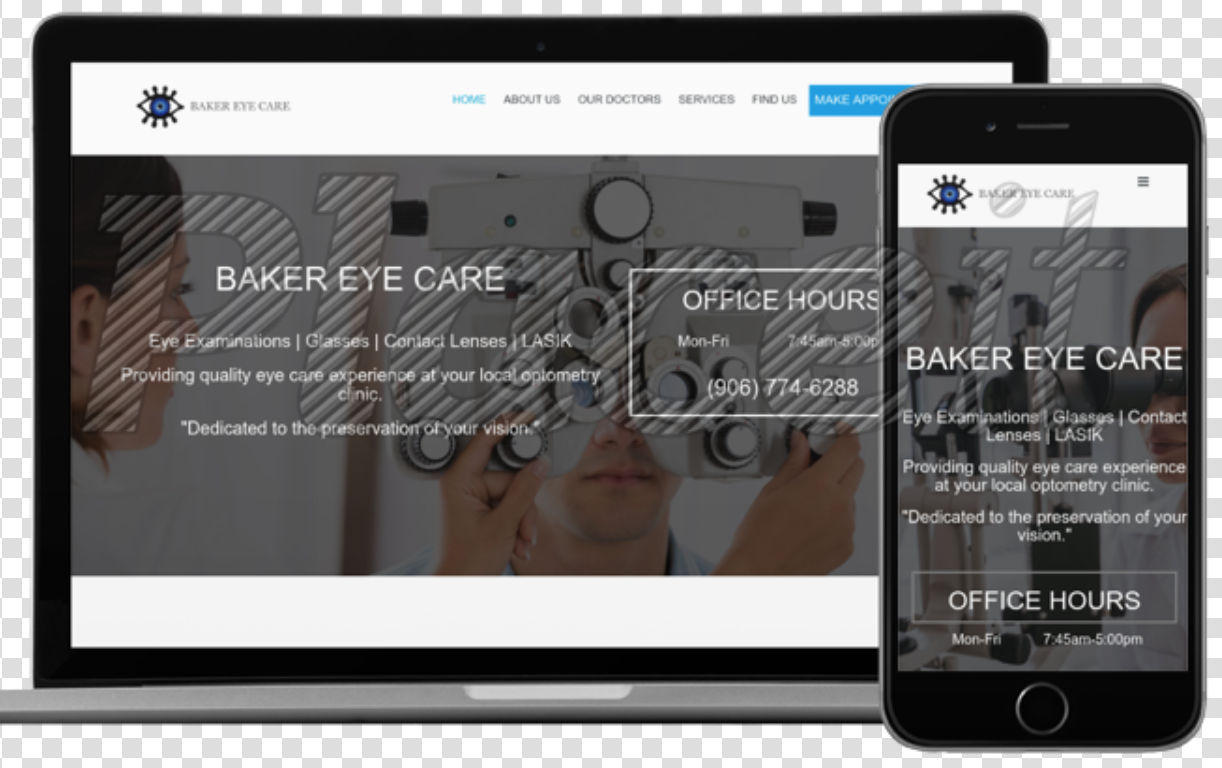 BAKER EYE CARE
HOME ABOUT US OUR DOCTORS SERVICES FIND US MAKE
BAKER EYE CARE
Eye Examinations | Glasses | Contact Lenses | LASIK
Providing quality eye care experience at your local optometry
clinic.
"Dedicated to the preservation of your vision."
OFFICE HOURS
Mon-Fri 7:45am-5:00p
(906) 774-6288
BAKER EYE CARE
BAKER EYE CARE
Eye Examinations | Glasses | Contact
Lenses | LASIK
Providing quality eye care experience
at your local optometry clinic.
"Dedicated to the preservation of your
vision."
OFFICE HOURS
Mon-Fri 7:45am-5:00pm
Placeit